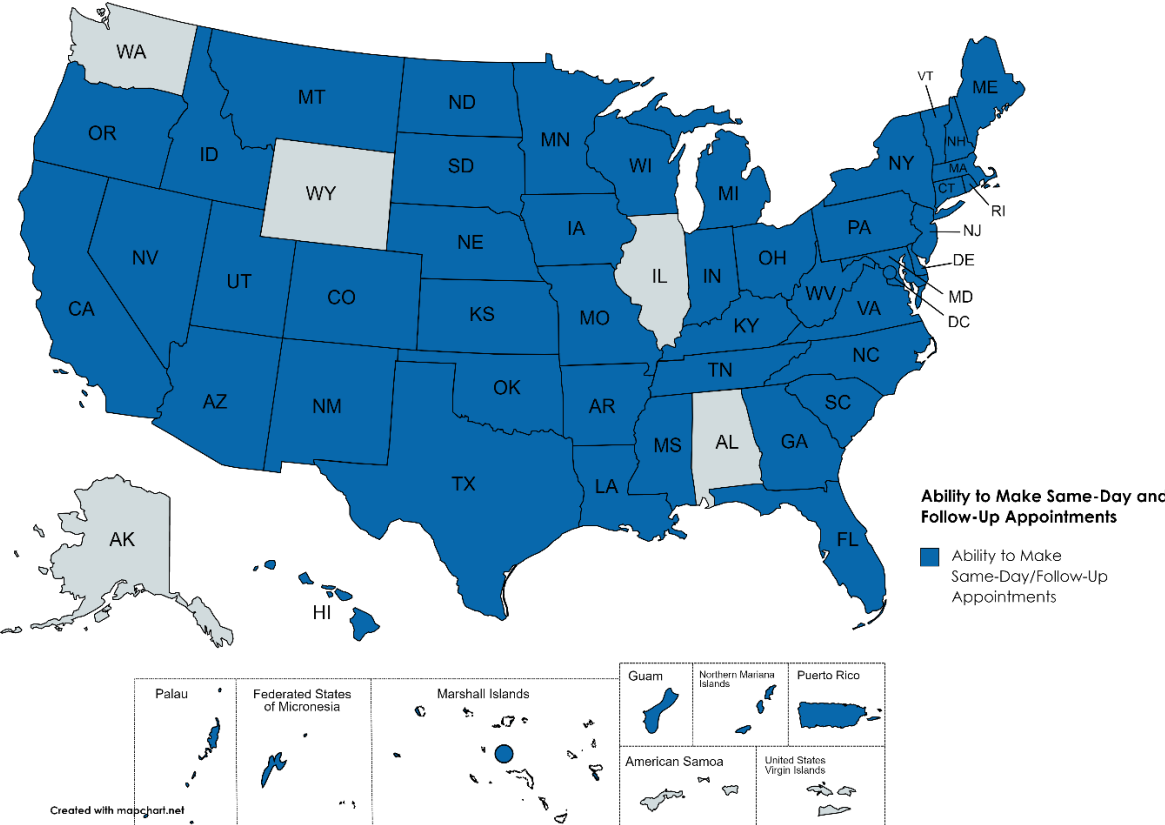 WA
MT
ND
MN
VT
ME
OR
ID
SD
WI
MI
NY
NH
MA
CT
RI
WY
NE
IA
PA
NJ
NV
UT
CO
IL
IN
OH
DE
MD
DC
CA
KS
MO
WV
VA
KY
AZ
NM
OK
AR
TN
NC
SC
MS
AL
GA
TX
LA
FL
AK
HI
Ability to Make Same-Day and
Follow-Up Appointments
Ability to Make
Same-Day/Follow-Up
Appointments
Palau
Federated States
of Micronesia
Marshall Islands
Guam
Northern Mariana
Islands
Puerto Rico
American Samoa
United States
Virgin Islands
Created with mapchart.net